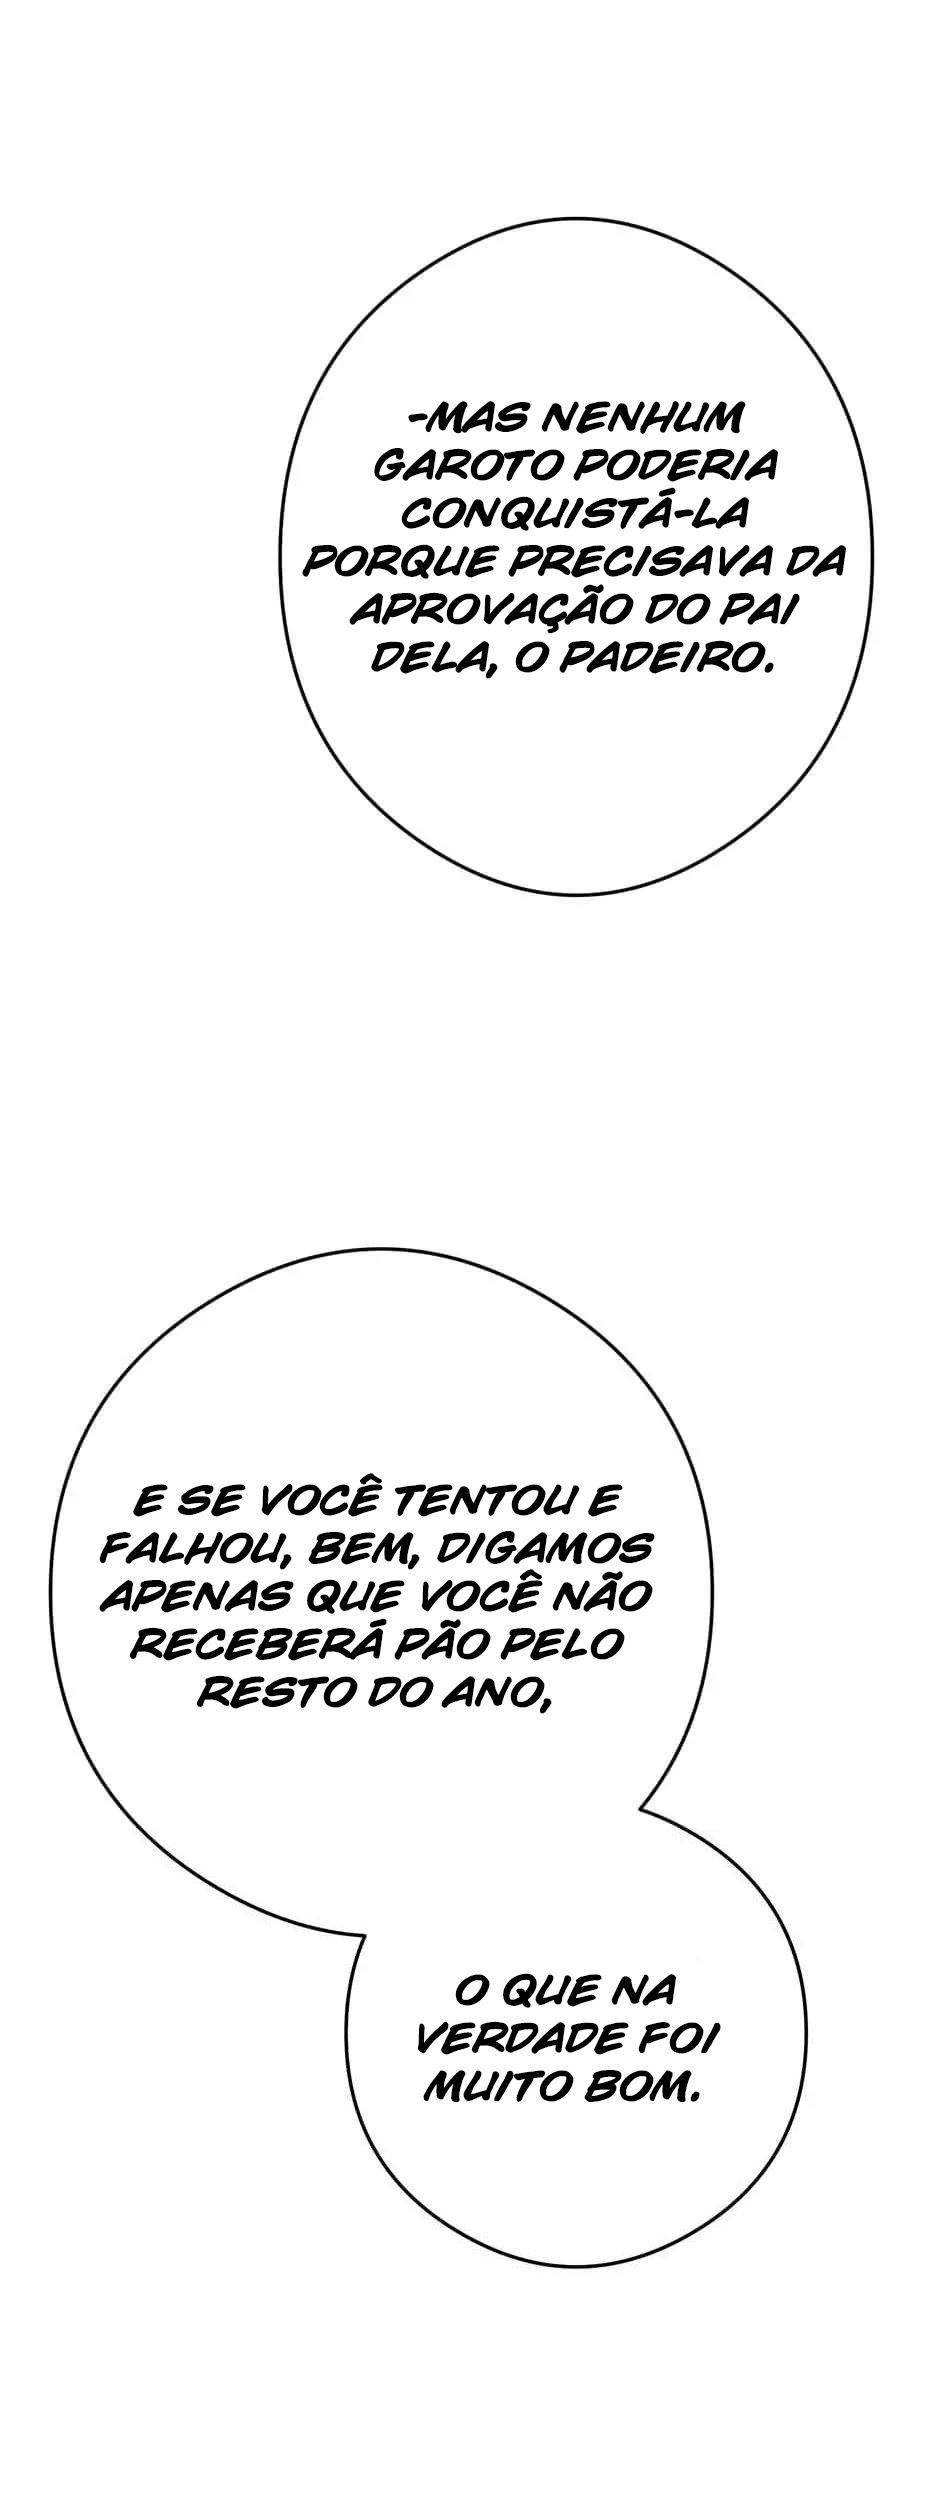 -MAS NENHUM
GAROTO PODERIA
CONQUISTÁ-LA
PORQUE PRECISAVA DA
APROVAÇÃO DO PAI
DELA, O PADEIRO.
E SE VOCÊ TENTOU E
FALHOU, BEM, DIGAMOS
APENAS QUE VOCÊ NÃO
RECEBERÁ PÃO PELO
RESTO DO ANO,
O QUE NA
VERDADE FOI
MUITO BOM.